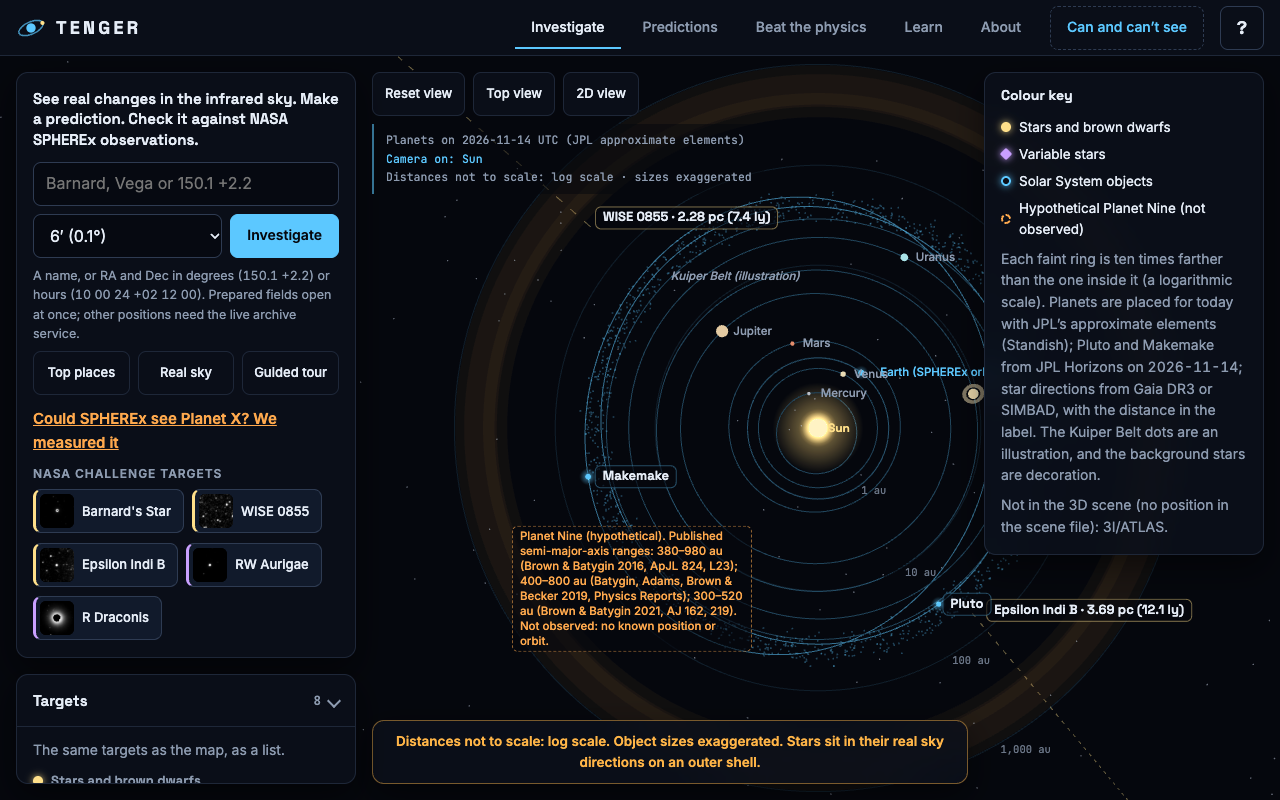 TENGER
Investigate
Predictions
Beat the physics
Learn
About
Can and can't see
?
See real changes in the infrared sky. Make
a prediction. Check it against NASA
SPHEREx observations.
Barnard, Vega or 150.1 +2.2
6′ (0.1°)
Investigate
A name, or RA and Dec in degrees (150.1 +2.2) or
hours (10 00 24 +02 12 00). Prepared fields open
at once; other positions need the live archive
service.
Top places
Real sky
Guided tour
Could SPHEREx see Planet X? We
measured it
NASA CHALLENGE TARGETS
Barnard's Star
WISE 0855
Epsilon Indi B
RW Aurigae
R Draconis
Targets
8
The same targets as the map, as a list.
Stars and brown dwarfs
Reset view
Top view
2D view
Planets on 2026-11-14 UTC (JPL approximate elements)
Camera on: Sun
Distances not to scale: log scale · sizes exaggerated
WISE 0855 · 2.28 pc (7.4 ly)
Uranus
Kuiper Belt (illustration)
Jupiter
Mars
Venus
Earth (SPHEREx orl
Mercury
Sun
Makemake
1 au
Planet Nine (hypothetical). Published
semi-major-axis ranges: 380–980 au
(Brown & Batygin 2016, ApJL 824, L23);
400–800 au (Batygin, Adams, Brown &
Becker 2019, Physics Reports); 300–520
au (Brown & Batygin 2021, AJ 162, 219).
Not observed: no known position or
orbit.
10 au
Pluto
Epsilon Indi B · 3.69 pc (12.1 ly)
100 au
1,000 au
Distances not to scale: log scale. Object sizes exaggerated. Stars sit in their real sky
directions on an outer shell.
Colour key
Stars and brown dwarfs
Variable stars
Solar System objects
Hypothetical Planet Nine (not
observed)
Each faint ring is ten times farther
than the one inside it (a logarithmic
scale). Planets are placed for today
with JPL's approximate elements
(Standish); Pluto and Makemake
from JPL Horizons on 2026-11-14;
star directions from Gaia DR3 or
SIMBAD, with the distance in the
label. The Kuiper Belt dots are an
illustration, and the background stars
are decoration.
Not in the 3D scene (no position in
the scene file): 3I/ATLAS.